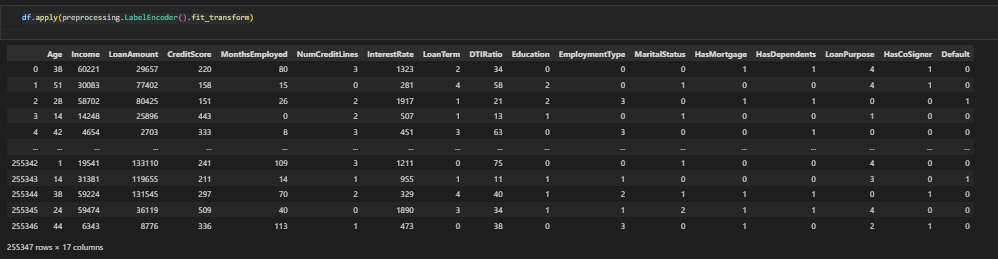 df.apply(preprocessing.LabelEncoder().fit_transform)
Age Income LoanAmount CreditScore MonthsEmployed NumCreditLines InterestRate LoanTerm DTIRatio Education EmploymentType MaritalStatus HasMortgage HasDependents LoanPurpose HasCoSigner Default
0 38 60221 29657 220 80 3 1323 2 34 0 0 0 1 1 4 1 0
1 51 30083 77402 158 15 0 281 4 58 2 0 1 0 0 4 1 0
2 28 58702 80425 151 26 2 1917 1 21 2 3 0 1 1 0 0 1
3 14 14248 25896 443 0 2 507 1 13 1 0 1 0 0 1 0 0
4 42 4654 2703 333 8 3 451 3 63 0 3 0 0 1 0 0 0
... ... ... ... ... ... ... ... ... ... ... ... ... ... ... ... ... ...
255342 1 19541 133110 241 109 3 1211 0 75 0 0 1 0 0 4 0 0
255343 14 31381 119655 211 14 1 955 1 11 1 1 0 0 0 3 0 1
255344 38 59224 131545 297 70 2 329 4 40 1 2 1 1 1 0 1 0
255345 24 59474 36119 509 40 0 1890 3 34 1 1 2 1 1 4 0 0
255346 44 6343 8776 336 113 1 473 0 38 0 3 0 1 0 2 1 0
255347 rows × 17 columns